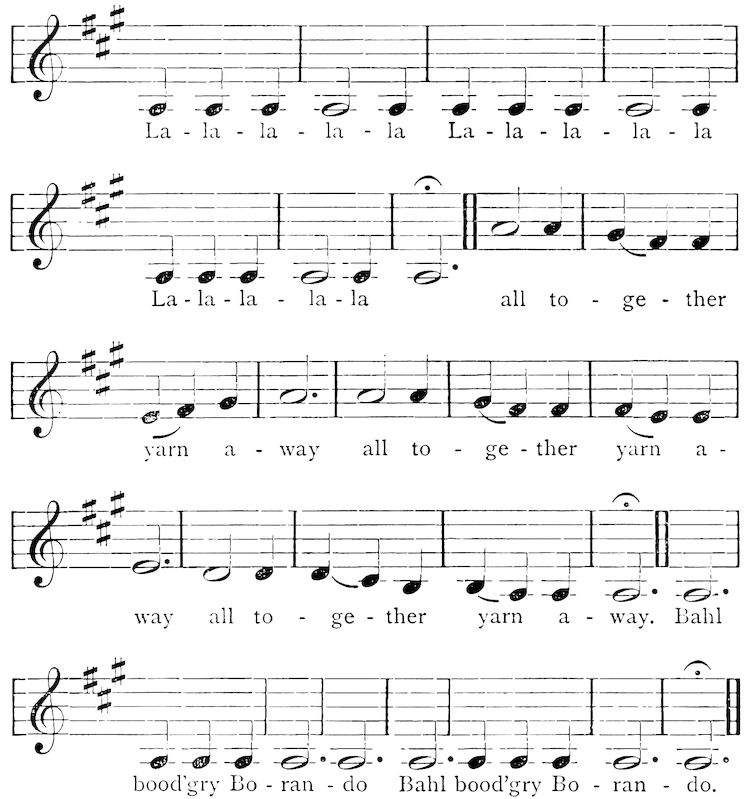 La - la - la - la - la La - la - la - la - la
La - la - la - la - la all to - ge - ther
yarn a - way all to - ge - ther yarn a -
way all to - ge - ther yarn a - way. Bahl
bood'gry Bo - ran - do Bahl bood'gry Bo - ran - do.